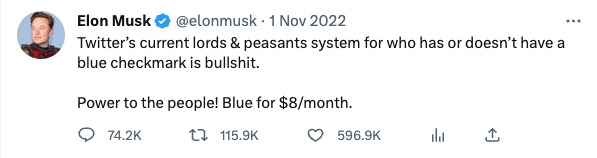 Elon Musk @elonmusk · 1 Nov 2022
Twitter’s current lords & peasants system for who has or doesn’t have a
blue checkmark is bullshit.
Power to the people! Blue for $8/month.
74.2K 115.9K 596.9K